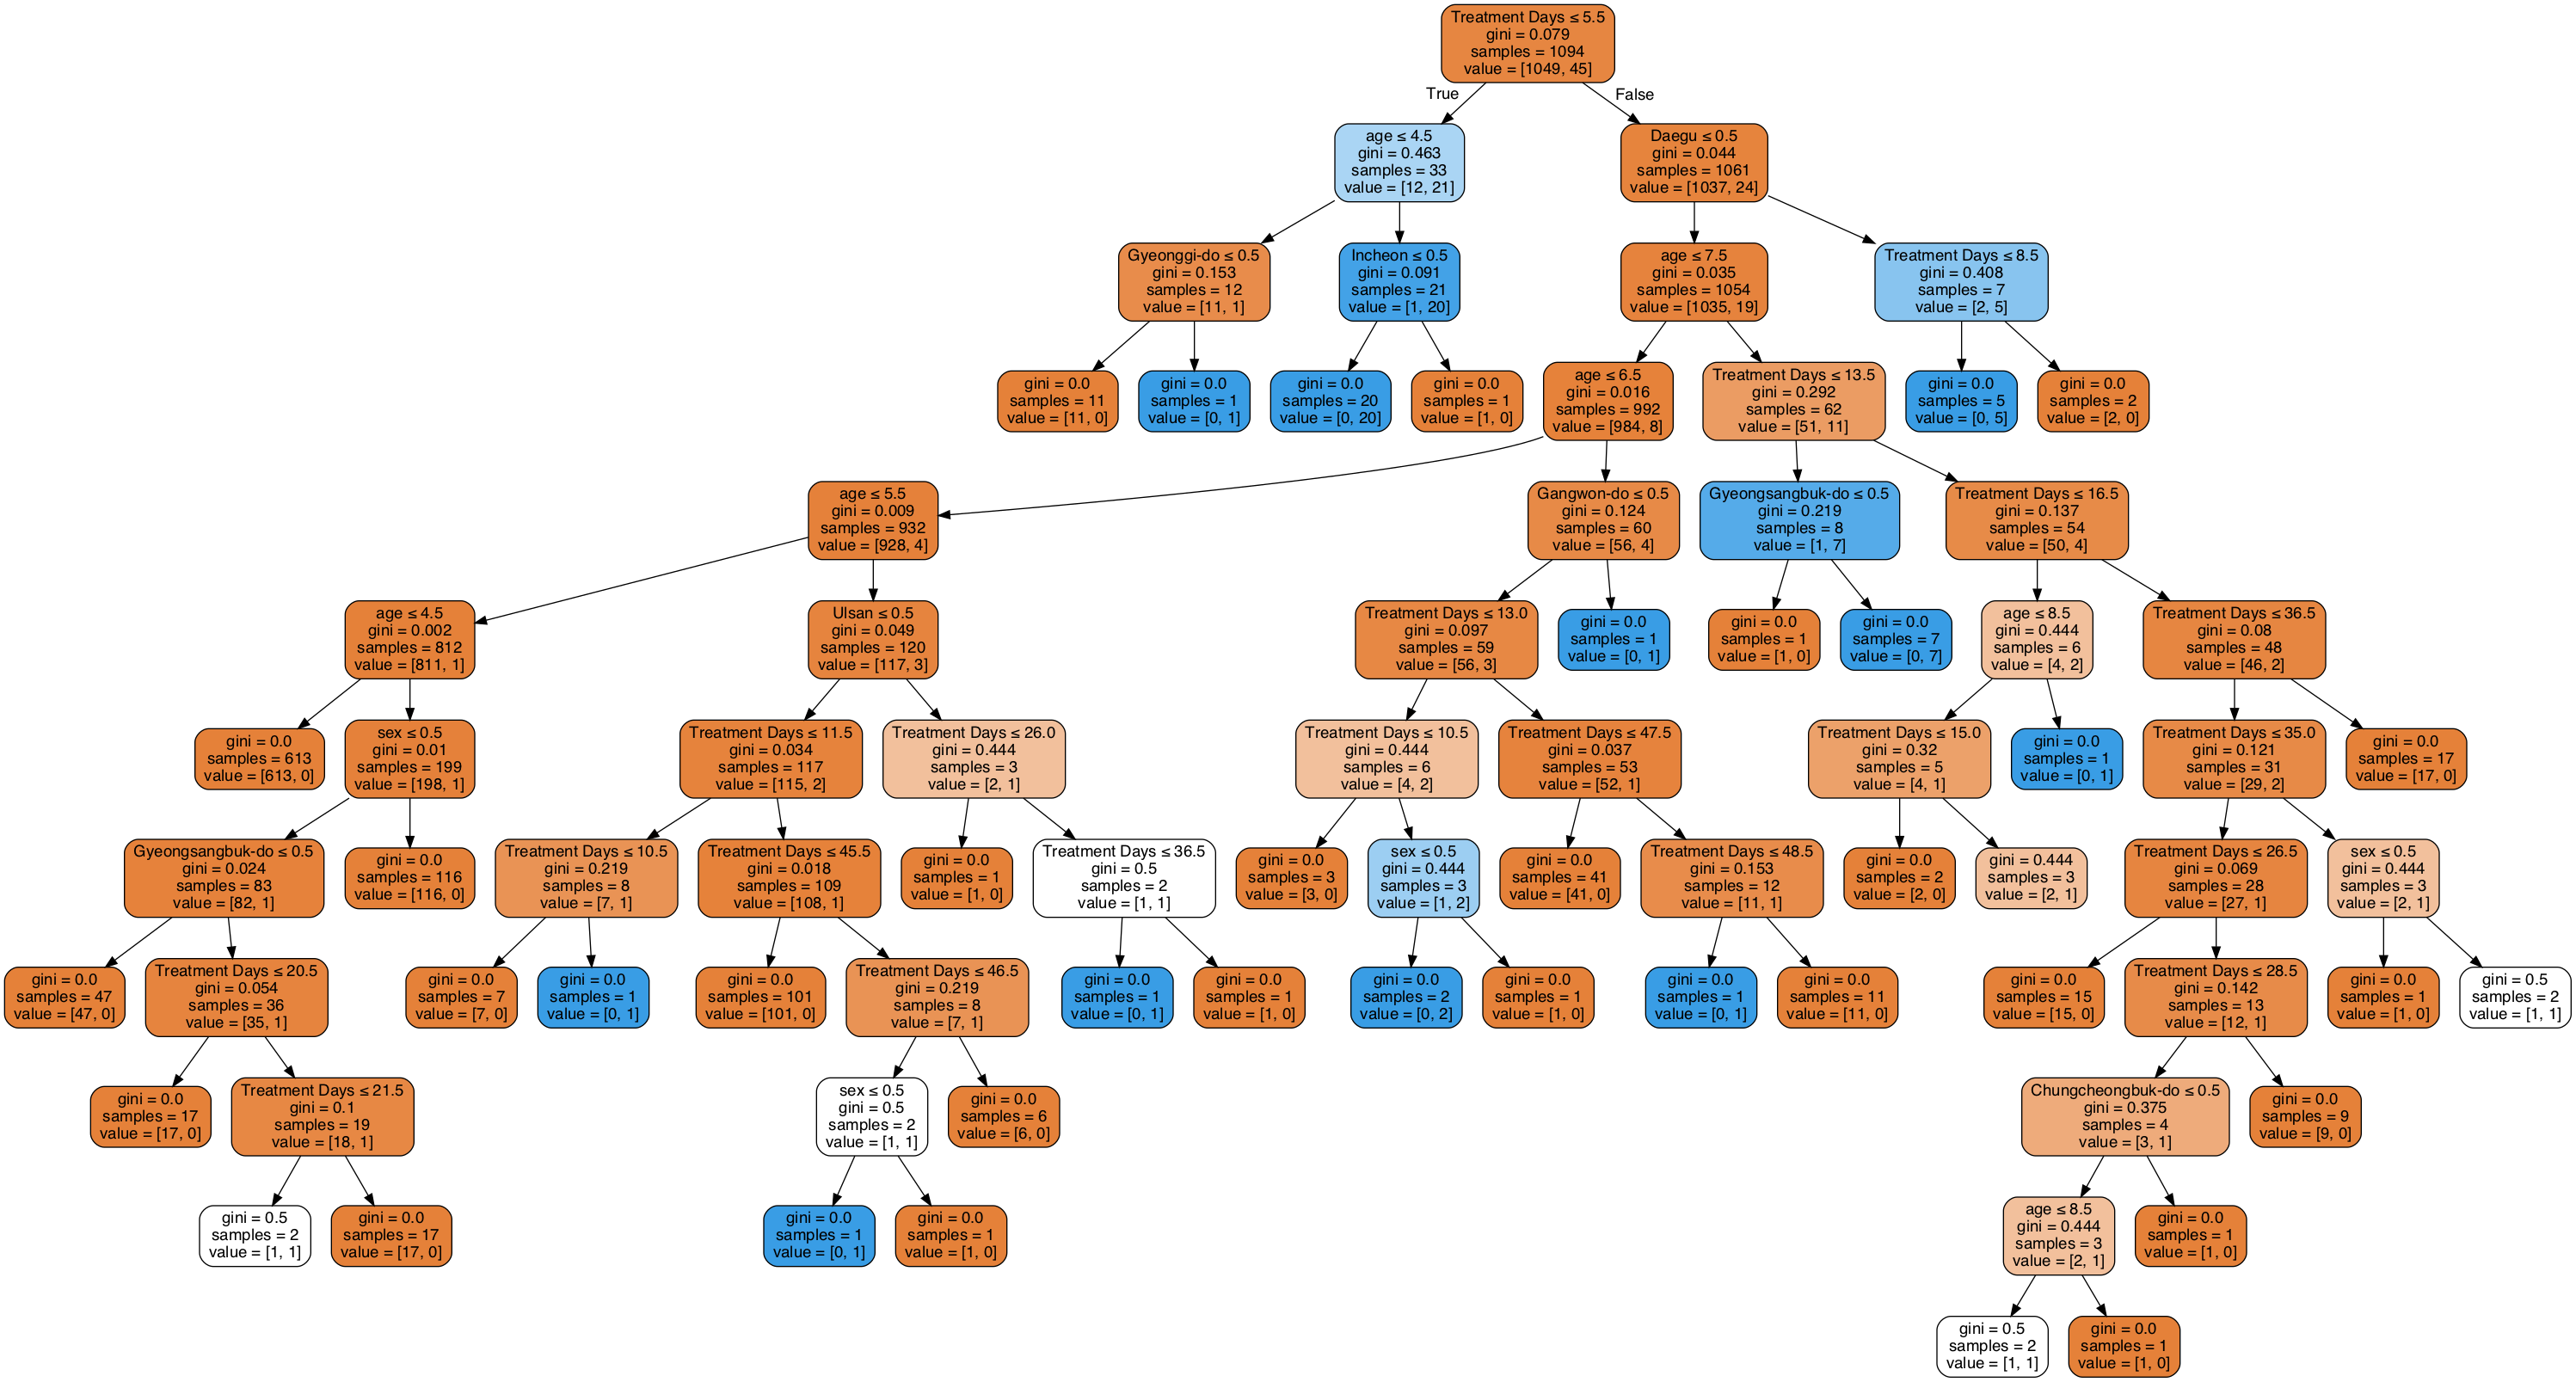 Treatment Days ≤ 5.5
gini = 0.079
samples = 1094
value = [1049, 45]
True
False
age ≤ 4.5
gini = 0.463
samples = 33
value = [12, 21]
Daegu ≤ 0.5
gini = 0.044
samples = 1061
value = [1037, 24]
Gyeonggi-do ≤ 0.5
gini = 0.153
samples = 12
value = [11, 1]
Incheon ≤ 0.5
gini = 0.091
samples = 21
value = [1, 20]
age ≤ 7.5
gini = 0.035
samples = 1054
value = [1035, 19]
Treatment Days ≤ 8.5
gini = 0.408
samples = 7
value = [2, 5]
gini = 0.0
samples = 11
value = [11, 0]
gini = 0.0
samples = 1
value = [0, 1]
gini = 0.0
samples = 20
value = [0, 20]
gini = 0.0
samples = 1
value = [1, 0]
age ≤ 6.5
gini = 0.016
samples = 992
value = [984, 8]
Treatment Days ≤ 13.5
gini = 0.292
samples = 62
value = [51, 11]
gini = 0.0
samples = 5
value = [0, 5]
gini = 0.0
samples = 2
value = [2, 0]
age ≤ 5.5
gini = 0.009
samples = 932
value = [928, 4]
Gangwon-do ≤ 0.5
gini = 0.124
samples = 60
value = [56, 4]
Gyeongsangbuk-do ≤ 0.5
gini = 0.219
samples = 8
value = [1, 7]
Treatment Days ≤ 16.5
gini = 0.137
samples = 54
value = [50, 4]
age ≤ 4.5
gini = 0.002
samples = 812
value = [811, 1]
Ulsan ≤ 0.5
gini = 0.049
samples = 120
value = [117, 3]
Treatment Days ≤ 13.0
gini = 0.097
samples = 59
value = [56, 3]
gini = 0.0
samples = 1
value = [0, 1]
gini = 0.0
samples = 1
value = [1, 0]
gini = 0.0
samples = 7
value = [0, 7]
age ≤ 8.5
gini = 0.444
samples = 6
value = [4, 2]
Treatment Days ≤ 36.5
gini = 0.08
samples = 48
value = [46, 2]
gini = 0.0
samples = 613
value = [613, 0]
sex ≤ 0.5
gini = 0.01
samples = 199
value = [198, 1]
Treatment Days ≤ 11.5
gini = 0.034
samples = 117
value = [115, 2]
Treatment Days ≤ 26.0
gini = 0.444
samples = 3
value = [2, 1]
Treatment Days ≤ 10.5
gini = 0.444
samples = 6
value = [4, 2]
Treatment Days ≤ 47.5
gini = 0.037
samples = 53
value = [52, 1]
Treatment Days ≤ 15.0
gini = 0.32
samples = 5
value = [4, 1]
gini = 0.0
samples = 1
value = [0, 1]
Treatment Days ≤ 35.0
gini = 0.121
samples = 31
value = [29, 2]
gini = 0.0
samples = 17
value = [17, 0]
Gyeongsangbuk-do ≤ 0.5
gini = 0.024
samples = 83
value = [82, 1]
gini = 0.0
samples = 116
value = [116, 0]
Treatment Days ≤ 10.5
gini = 0.219
samples = 8
value = [7, 1]
Treatment Days ≤ 45.5
gini = 0.018
samples = 109
value = [108, 1]
gini = 0.0
samples = 1
value = [1, 0]
Treatment Days ≤ 36.5
gini = 0.5
samples = 2
value = [1, 1]
gini = 0.0
samples = 3
value = [3, 0]
sex ≤ 0.5
gini = 0.444
samples = 3
value = [1, 2]
gini = 0.0
samples = 41
value = [41, 0]
Treatment Days ≤ 48.5
gini = 0.153
samples = 12
value = [11, 1]
gini = 0.0
samples = 2
value = [2, 0]
gini = 0.444
samples = 3
value = [2, 1]
Treatment Days ≤ 26.5
gini = 0.069
samples = 28
value = [27, 1]
sex ≤ 0.5
gini = 0.444
samples = 3
value = [2, 1]
gini = 0.0
samples = 47
value = [47, 0]
Treatment Days ≤ 20.5
gini = 0.054
samples = 36
value = [35, 1]
gini = 0.0
samples = 7
value = [7, 0]
gini = 0.0
samples = 1
value = [0, 1]
gini = 0.0
samples = 101
value = [101, 0]
Treatment Days ≤ 46.5
gini = 0.219
samples = 8
value = [7, 1]
gini = 0.0
samples = 1
value = [0, 1]
gini = 0.0
samples = 1
value = [1, 0]
gini = 0.0
samples = 2
value = [0, 2]
gini = 0.0
samples = 1
value = [1, 0]
gini = 0.0
samples = 1
value = [0, 1]
gini = 0.0
samples = 11
value = [11, 0]
gini = 0.0
samples = 15
value = [15, 0]
Treatment Days ≤ 28.5
gini = 0.142
samples = 13
value = [12, 1]
gini = 0.0
samples = 1
value = [1, 0]
gini = 0.5
samples = 2
value = [1, 1]
gini = 0.0
samples = 17
value = [17, 0]
Treatment Days ≤ 21.5
gini = 0.1
samples = 19
value = [18, 1]
sex ≤ 0.5
gini = 0.5
samples = 2
value = [1, 1]
gini = 0.0
samples = 6
value = [6, 0]
Chungcheongbuk-do ≤ 0.5
gini = 0.375
samples = 4
value = [3, 1]
gini = 0.0
samples = 9
value = [9, 0]
gini = 0.5
samples = 2
value = [1, 1]
gini = 0.0
samples = 17
value = [17, 0]
gini = 0.0
samples = 1
value = [0, 1]
gini = 0.0
samples = 1
value = [1, 0]
age ≤ 8.5
gini = 0.444
samples = 3
value = [2, 1]
gini = 0.0
samples = 1
value = [1, 0]
gini = 0.5
samples = 2
value = [1, 1]
gini = 0.0
samples = 1
value = [1, 0]